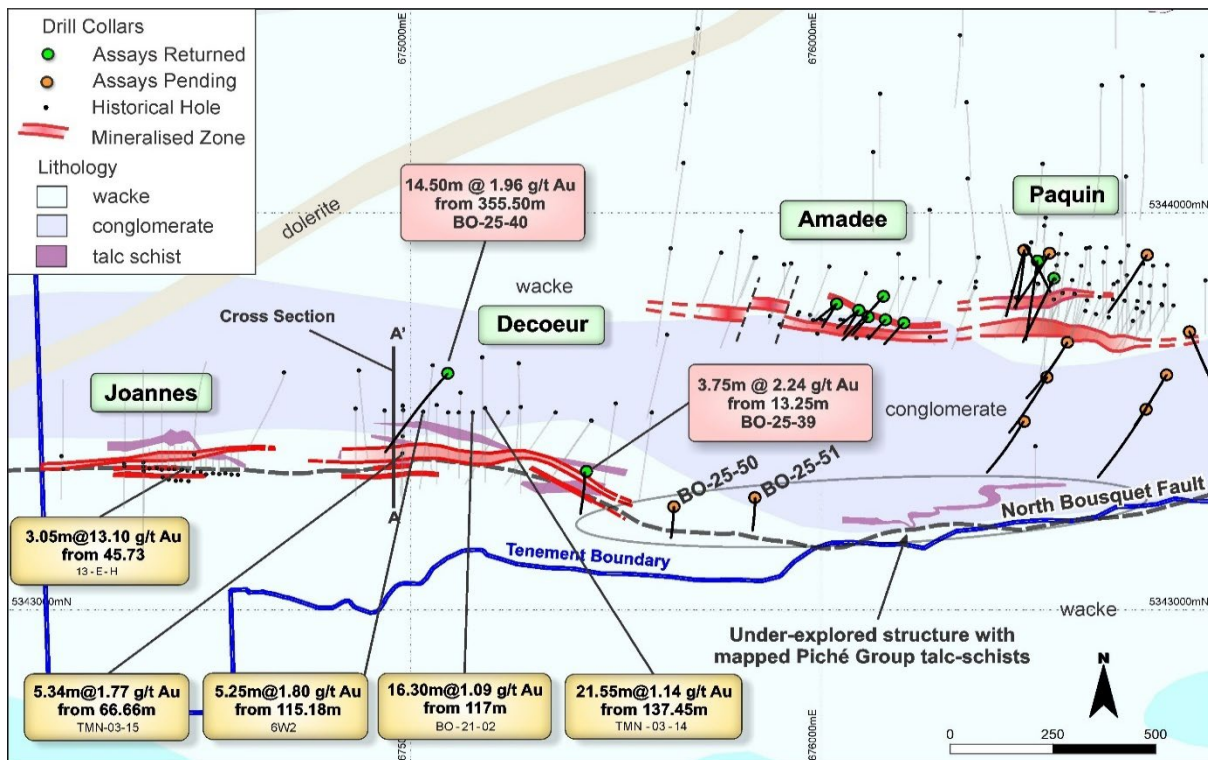 Drill Collars
Assays Returned
Assays Pending
Historical Hole
Mineralised Zone
Lithology
wacke
conglomerate
talc schist
675000mE
676000mE
5344000mN
dolerite
14.50m @ 1.96 g/t Au
from 355.50m
BO-25-40
wacke
Amadee
Paquin
Cross Section
A'
Decoeur
Joannes
3.75m @ 2.24 g/t Au
from 13.25m
BO-25-39
conglomerate
A
BO-25-50
BO-25-51
North Bousquet Fault
3.05m@13.10 g/t Au
from 45.73
13-E-H
Tenement Boundary
5343000mN
5343000mN
wacke
Under-explored structure with
mapped Piché Group talc-schists
N
5.34m@1.77 g/t Au
from 66.66m
TMN-03-15
5.25m@1.80 g/t Au
from 115.18m
6W2
16.30m@1.09 g/t Au
from 117m
BO-21-02
21.55m@1.14 g/t Au
from 137.45m
TMN - 03 - 14
676000mE
0 250 500